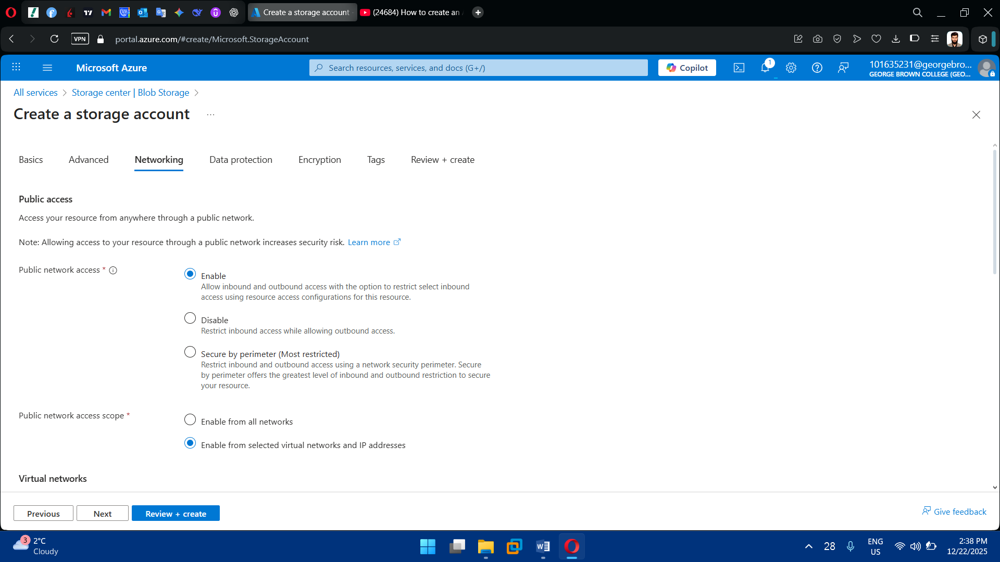 Create a storage account -
(24684) How to create an
VPN
portal.azure.com/#create/Microsoft.StorageAccount
Microsoft Azure
Search resources, services, and docs (G+/)
Copilot
1
101635231@georgebro...
GEORGE BROWN COLLEGE (GEO...
All services > Storage center | Blob Storage >
Create a storage account ...
Basics
Advanced
Networking
Data protection
Encryption
Tags
Review + create
Public access
Access your resource from anywhere through a public network.
Note: Allowing access to your resource through a public network increases security risk. Learn more
Public network access *
Enable
Allow inbound and outbound access with the option to restrict select inbound
access using resource access configurations for this resource.
Disable
Restrict inbound access while allowing outbound access.
Secure by perimeter (Most restricted)
Restrict inbound and outbound access using a network security perimeter. Secure
by perimeter offers the greatest level of inbound and outbound restriction to secure
your resource.
Public network access scope *
Enable from all networks
Enable from selected virtual networks and IP addresses
Virtual networks
Previous
Next
Review + create
Give feedback
3
2°C
Cloudy
28
ENG
US
2:38 PM
12/22/2025